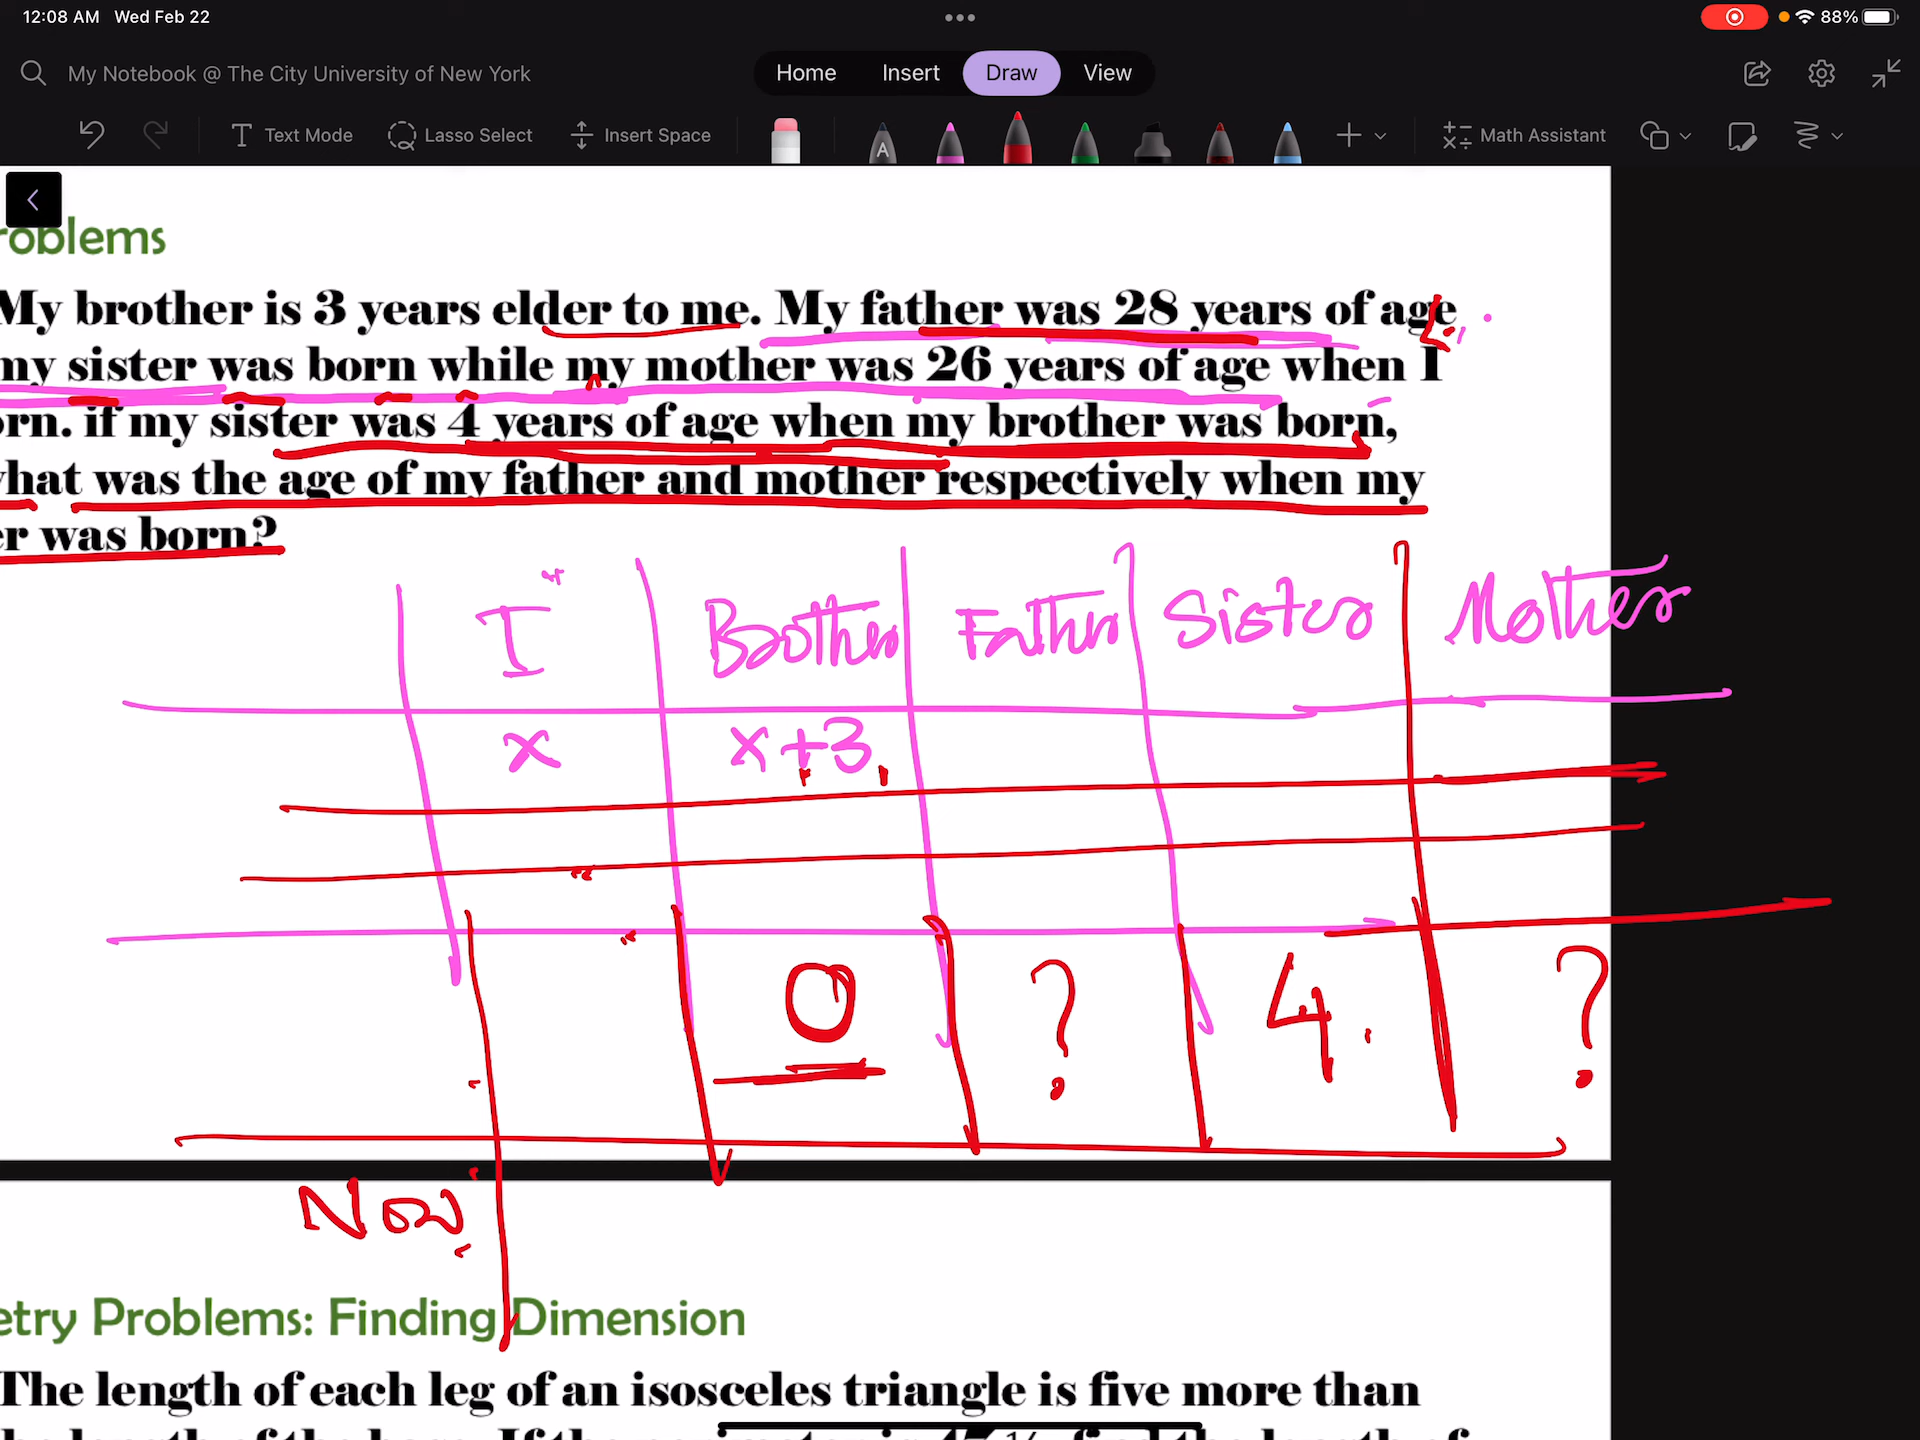 12:08 AM Wed Feb 22
88%
My Notebook @ The City University of New York
Home Insert Draw View
Text Mode Lasso Select Insert Space A Math Assistant
roblems
My brother is 3 years elder to me. My father was 28 years of age
my sister was born while my mother was 26 years of age when I
orn. if my sister was 4 years of age when my brother was born,
what was the age of my father and mother respectively when my
er was born?
I Brother Father Sister Mother
x x+3
0 ? 4. ?
Now
etry Problems: Finding Dimension
The length of each leg of an isosceles triangle is five more than